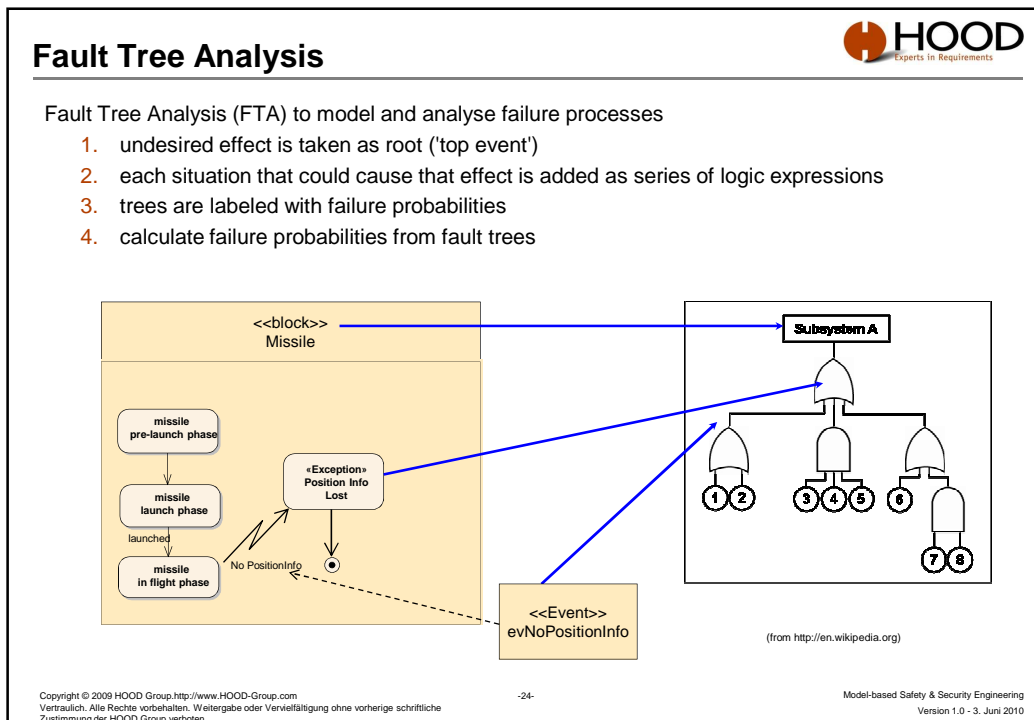 Fault Tree Analysis
HOOD
Experts in Requirements
Fault Tree Analysis (FTA) to model and analyse failure processes
1. undesired effect is taken as root ('top event')
2. each situation that could cause that effect is added as series of logic expressions
3. trees are labeled with failure probabilities
4. calculate failure probabilities from fault trees
<<block>>
Missile
missile
pre-launch phase
missile
launch phase
launched
missile
in flight phase
«Exception»
Position Info
Lost
No PositionInfo
<<Event>>
evNoPositionInfo
Subsystem A
1 2 3 4 5 6
7 8
(from http://en.wikipedia.org)
Copyright © 2009 HOOD Group.http://www.HOOD-Group.com
Vertraulich. Alle Rechte vorbehalten. Weitergabe oder Vervielfältigung ohne vorherige schriftliche
Zustimmung der HOOD Group verboten
-24-
Model-based Safety & Security Engineering
Version 1.0 - 3. Juni 2010